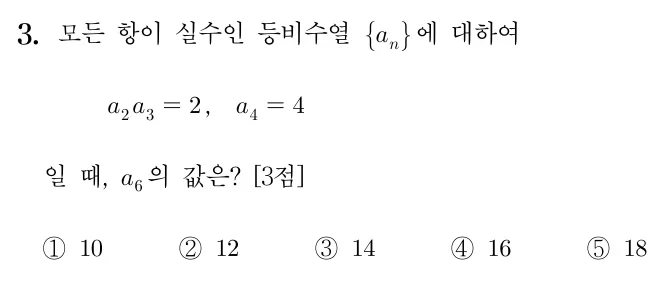 3. 모든 항이 실수인 등비수열 {aₙ}에 대하여
a₂a₃ = 2, a₄ = 4
일 때, a₆의 값은? [3점]
① 10 ② 12 ③ 14 ④ 16 ⑤ 18